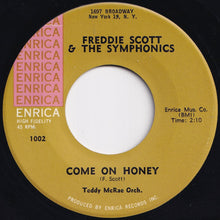 1697 BROADWAY
New York 19, N. Y.
FREDDIE SCOTT
& THE SYMPHONICS
ENRICA
ENRICA
ENRICA
ENRICA
ENRICA
ENRICA
HIGH FIDELITY
45 RPM
1002
Enrica Mus. Co.
(BMI)
Time: 2:10
COME ON HONEY
(F. Scott)
Teddy McRae Orch.
PRODUCED BY ENRICA RECORDS INC.